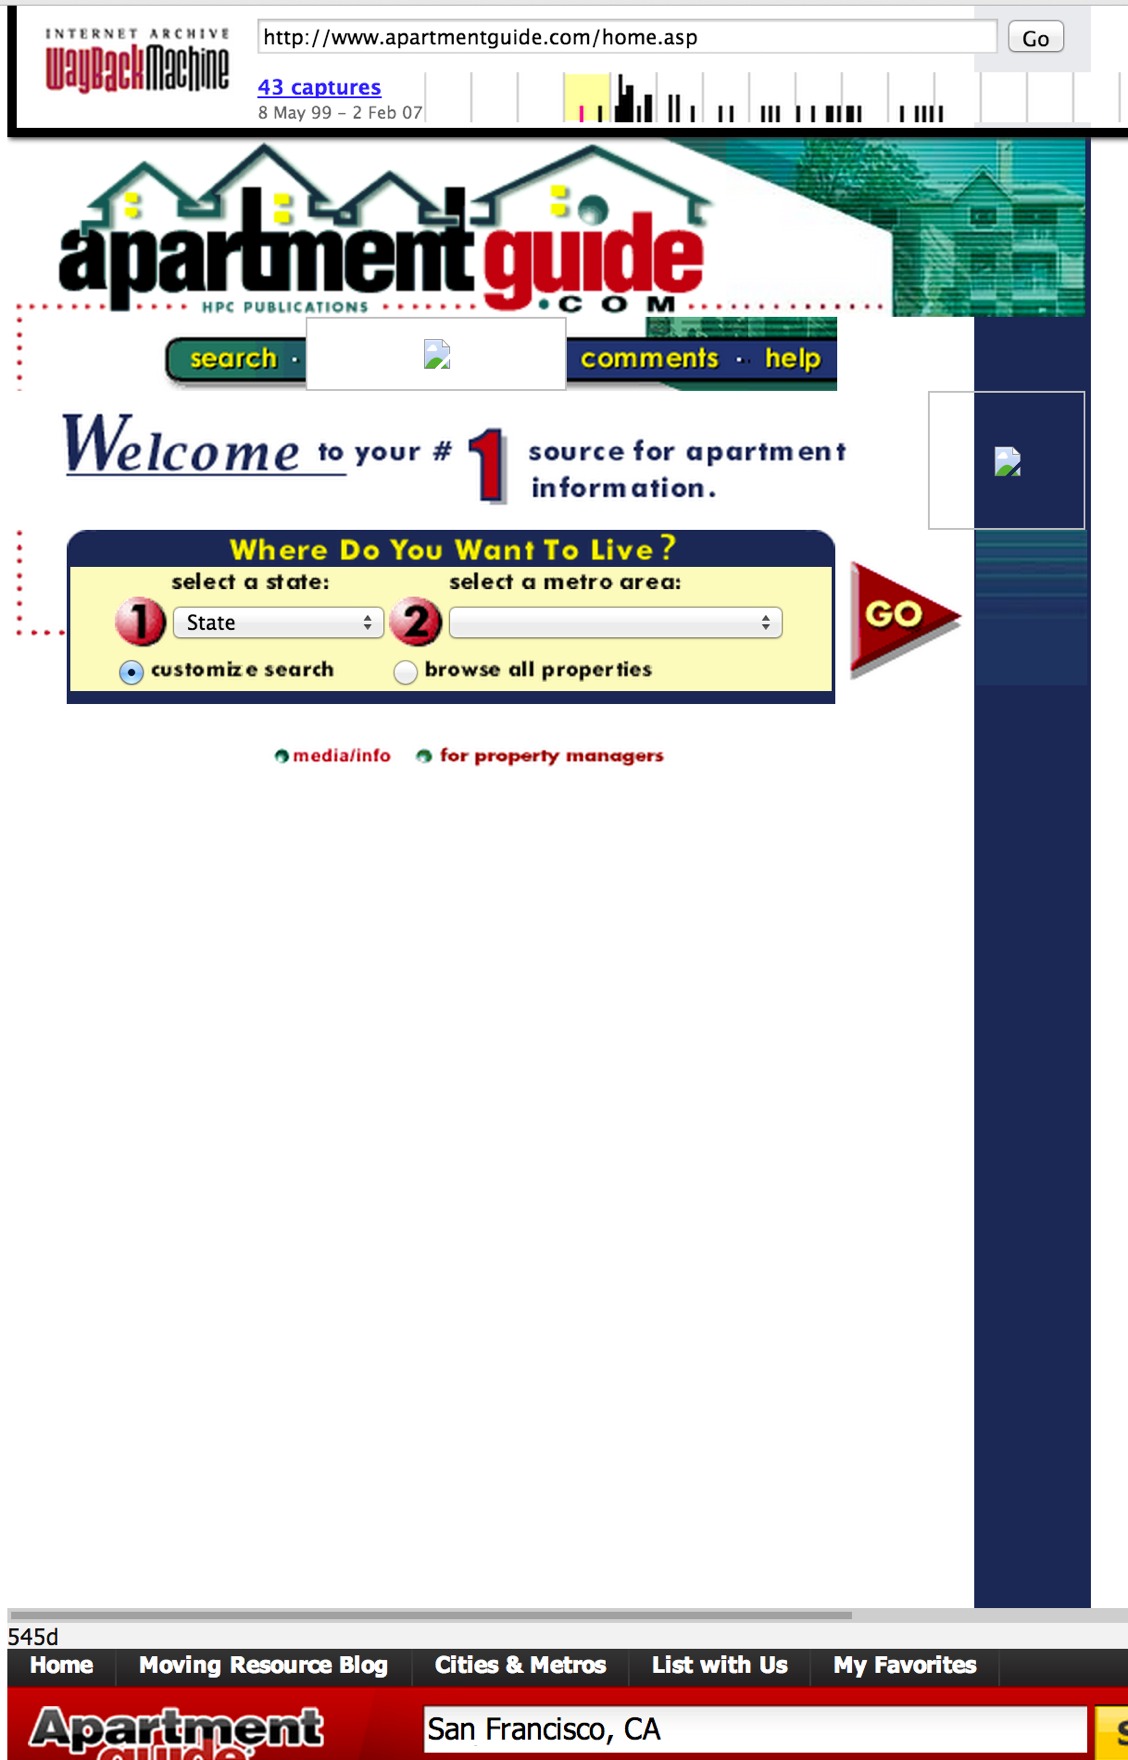 INTERNET ARCHIVE
WayBackMachine
http://www.apartmentguide.com/home.asp
Go
43 captures
8 May 99 – 2 Feb 07
apartmentguide
HPC PUBLICATIONS
.COM
search · comments · help
Welcome to your # 1 source for apartment
information.
Where Do You Want To Live?
select a state: select a metro area:
1 State 2
GO
customize search browse all properties
media/info for property managers
545d
Home Moving Resource Blog Cities & Metros List with Us My Favorites
Apartment
San Francisco, CA
guide